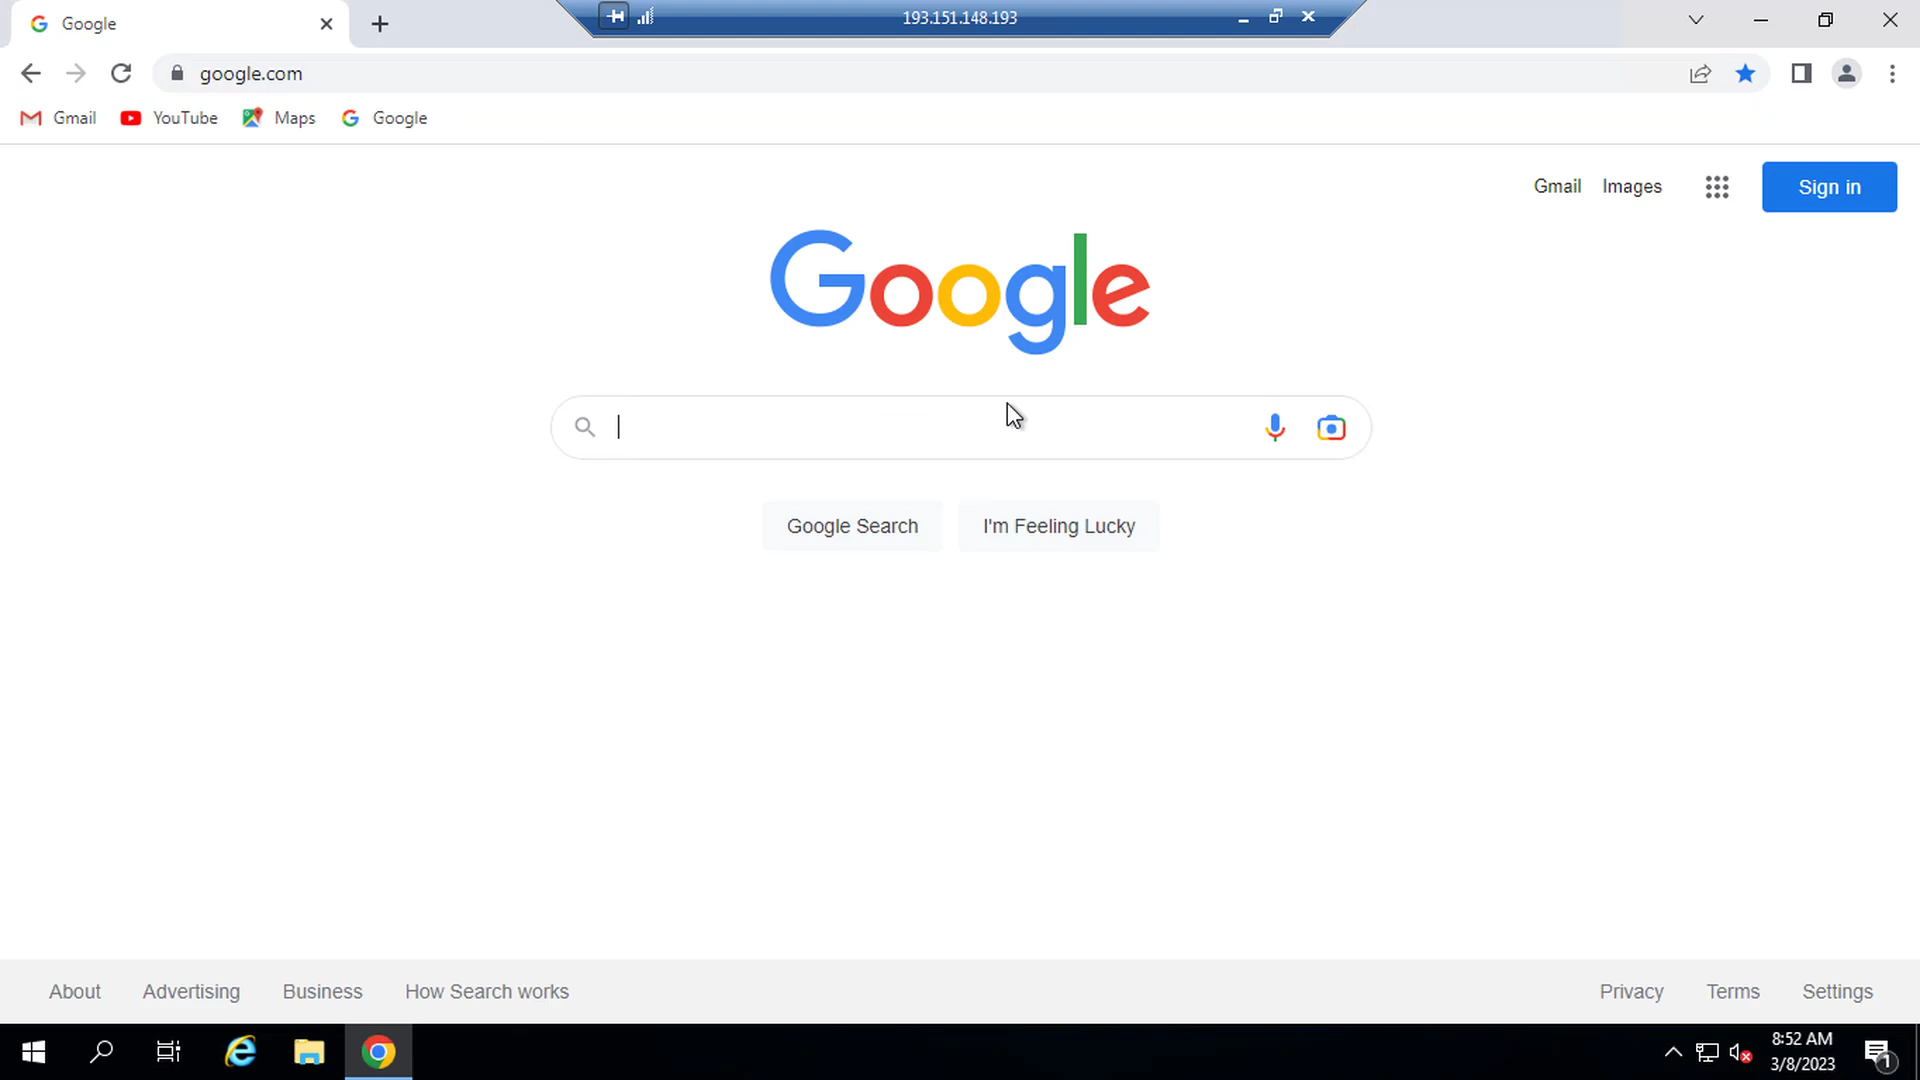 Google
193.151.148.193
google.com
Gmail YouTube Maps Google
Gmail Images Sign in
Google
Google Search I'm Feeling Lucky
About Advertising Business How Search works Privacy Terms Settings
8:52 AM
3/8/2023
1